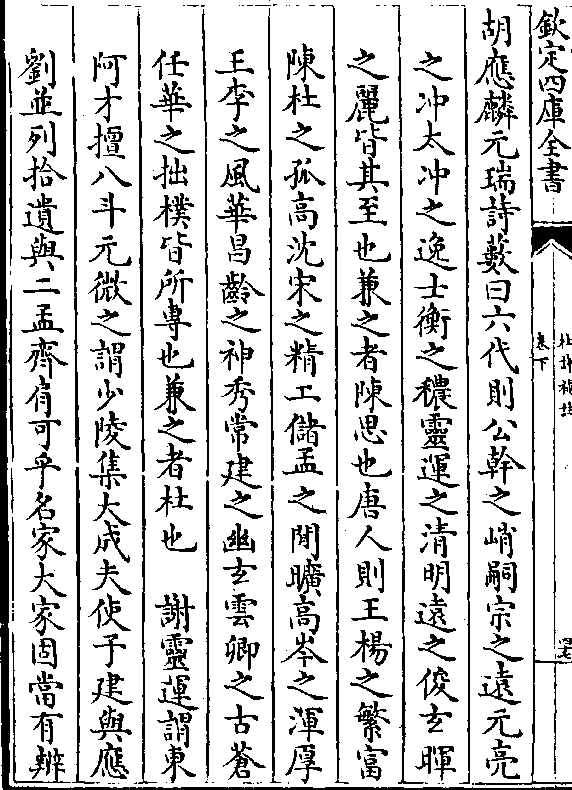 欽定四庫全書
卷下
胡應麟元瑞詩藪曰六代則公幹之峭嗣宗之遠元亮
之冲太冲之逸士衡之穠靈運之清明遠之俊玄暉
之麗皆其至也兼之者陳思也唐人則王楊之繁富
陳杜之孤高沈宋之精工儲孟之閒曠高岑之渾厚
王李之風華昌齡之神秀常建之幽玄雲卿之古蒼
任華之拙樸皆所専也兼之者杜也　謝靈運謂東
阿才擅八斗元微之謂少陵集大成夫使子建與應
劉並列拾遺與二孟齊肩可乎名家大家固當有辨